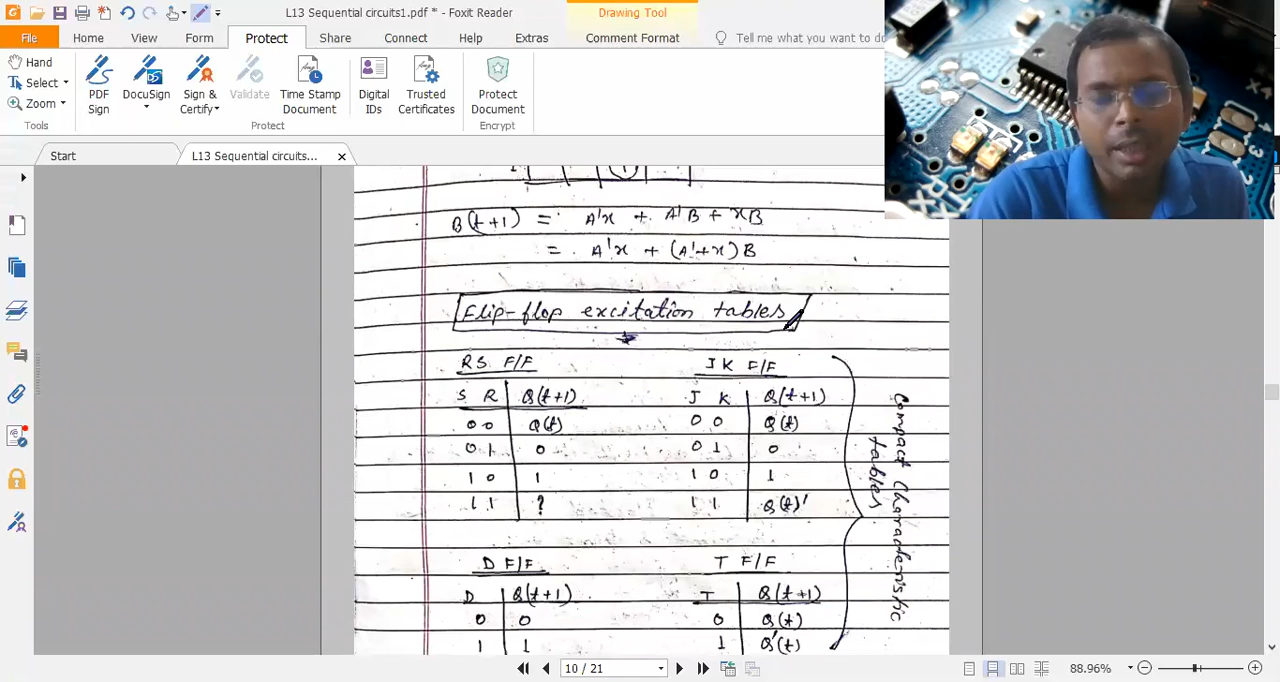 L13 Sequential circuits1.pdf * - Foxit Reader
Drawing Tool
File Home View Form Protect Share Connect Help Extras Comment Format Tell me what you want to do
Hand
Select
Zoom
Tools
PDF Sign
DocuSign
Sign & Certify
Validate
Time Stamp Document
Protect
Digital IDs
Trusted Certificates
Protect Document
Encrypt
Start
L13 Sequential circuits...
B(t+1) = A'x + A'B + xB
= A'x + (A'+x)B
Flip-flop excitation tables
RS F/F
S R Q(t+1)
0 0 Q(t)
0 1 0
1 0 1
1 1 ?
JK F/F
J K Q(t+1)
0 0 Q(t)
0 1 0
1 0 1
1 1 Q(t)'
Compact Characteristic
tables
D F/F
D Q(t+1)
0 0
1 1
T F/F
T Q(t+1)
0 Q(t)
1 Q'(t)
10 / 21
88.96%